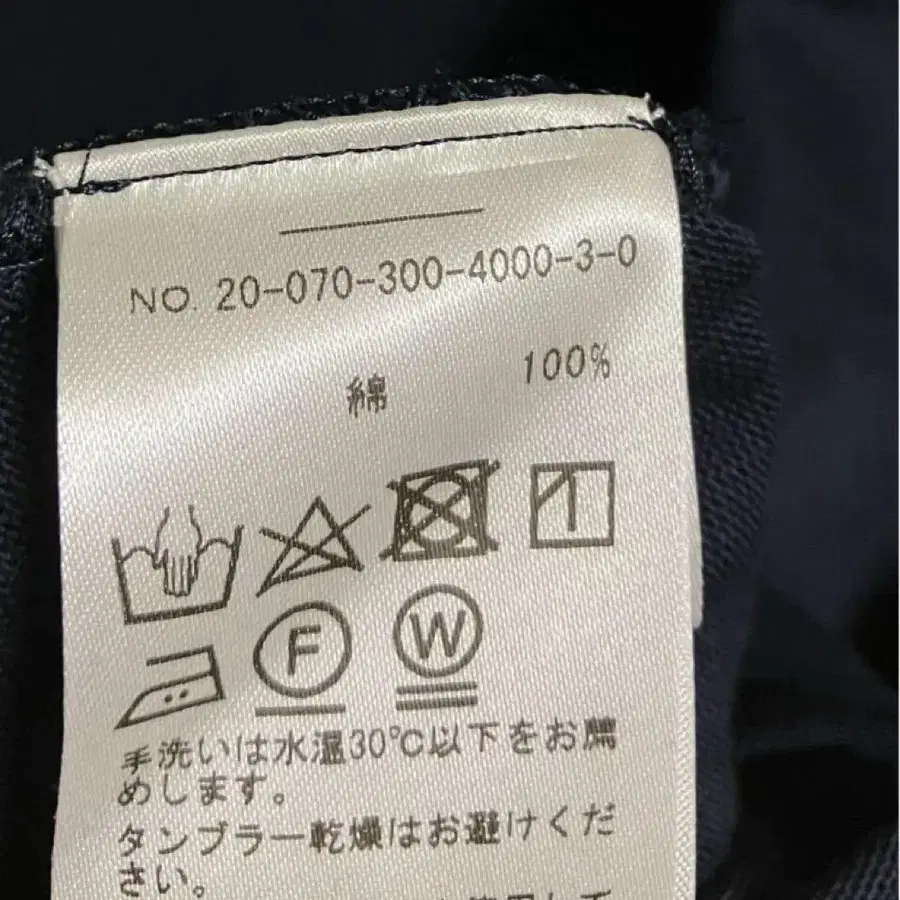 NO. 20-070-300-4000-3-0
綿 100%
F W
手洗いは水温30℃以下をお薦
めします。
タンブラー乾燥はお避けくだ
さい。